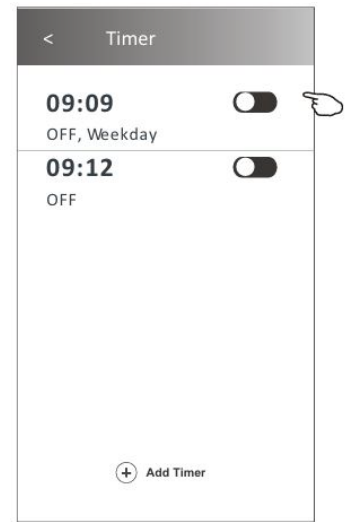 < Timer
09:09
OFF, Weekday
09:12
OFF
+ Add Timer